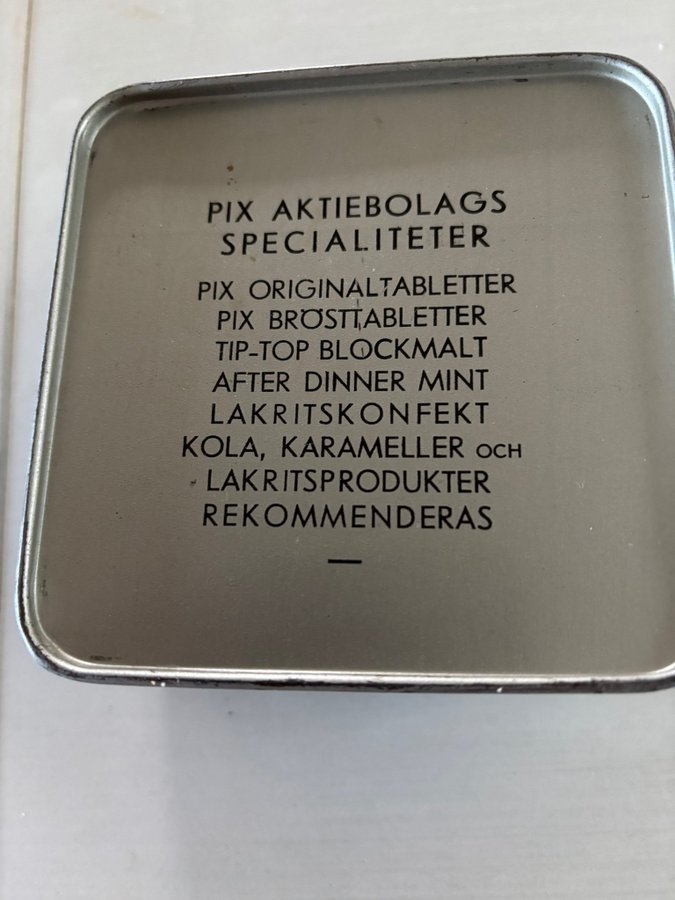 PIX AKTIEBOLAGS
SPECIALITETER
PIX ORIGINALTABLETTER
PIX BRÖSTTABLETTER
TIP-TOP BLOCKMALT
AFTER DINNER MINT
LAKRITSKONFEKT
KOLA, KARAMELLER OCH
LAKRITSPRODUKTER
REKOMMENDERAS
—